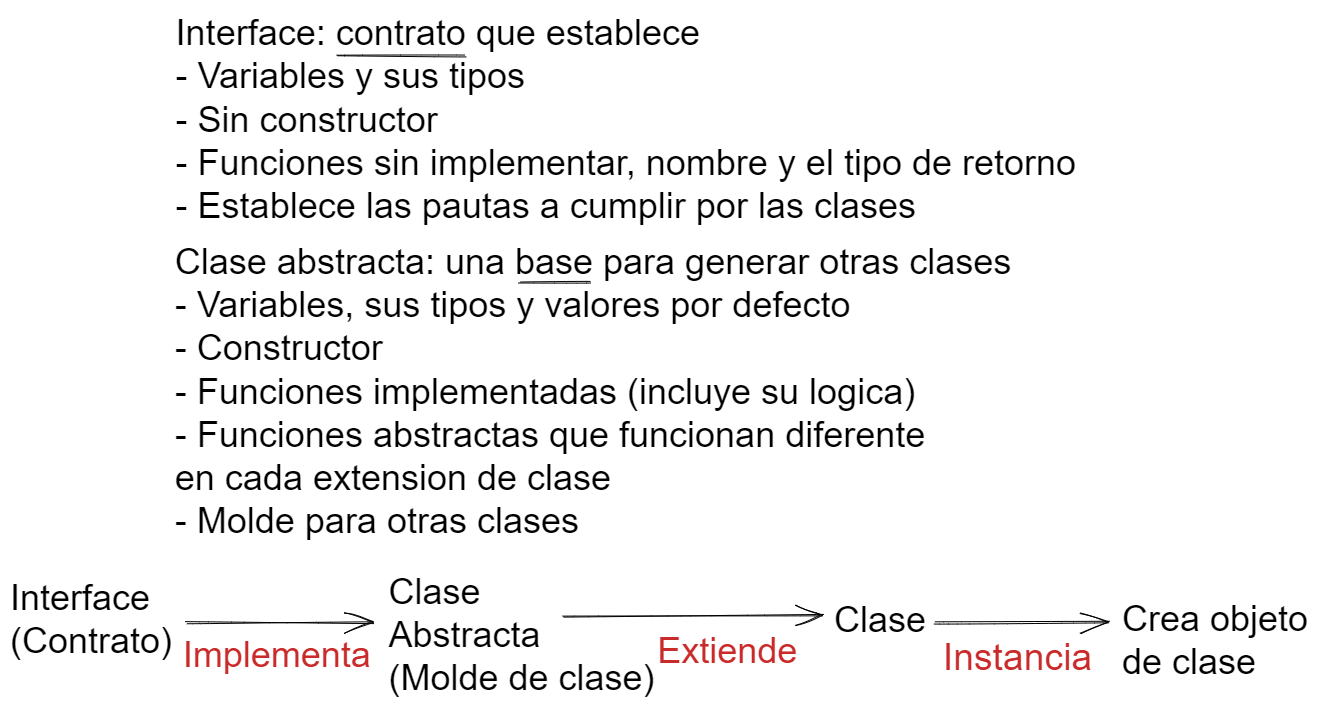 Interface: contrato que establece
- Variables y sus tipos
- Sin constructor
- Funciones sin implementar, nombre y el tipo de retorno
- Establece las pautas a cumplir por las clases
Clase abstracta: una base para generar otras clases
- Variables, sus tipos y valores por defecto
- Constructor
- Funciones implementadas (incluye su logica)
- Funciones abstractas que funcionan diferente
en cada extension de clase
- Molde para otras clases
Interface
(Contrato)
Implementa
Clase
Abstracta
(Molde de clase)
Extiende
Clase
Instancia
Crea objeto
de clase